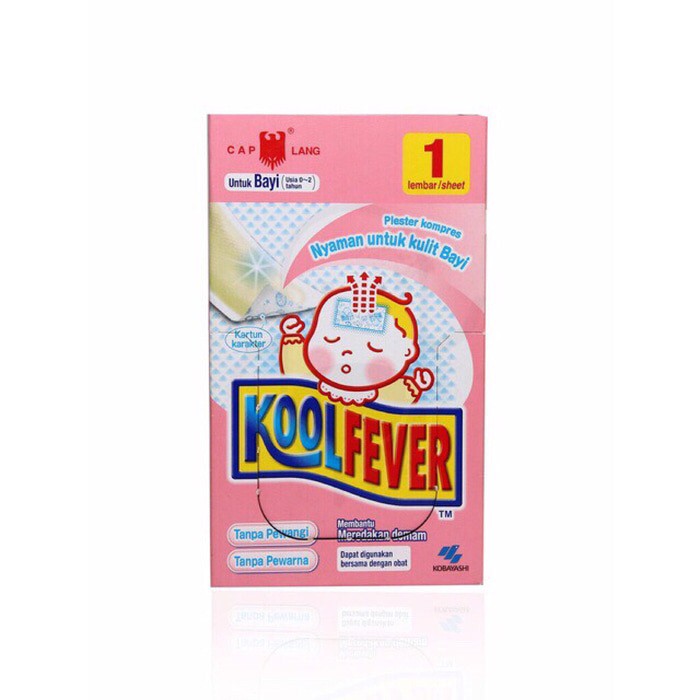 CAP LANG ®
Untuk Bayi (Usia 0~2 tahun)
1
lembar/sheet
Plester kompres
Nyaman untuk kulit Bayi
Kartun
karakter
KOOLFEVER
TM
Tanpa Pewangi
Tanpa Pewarna
Membantu
Meredakan demam
Dapat digunakan
bersama dengan obat
KOBAYASHI